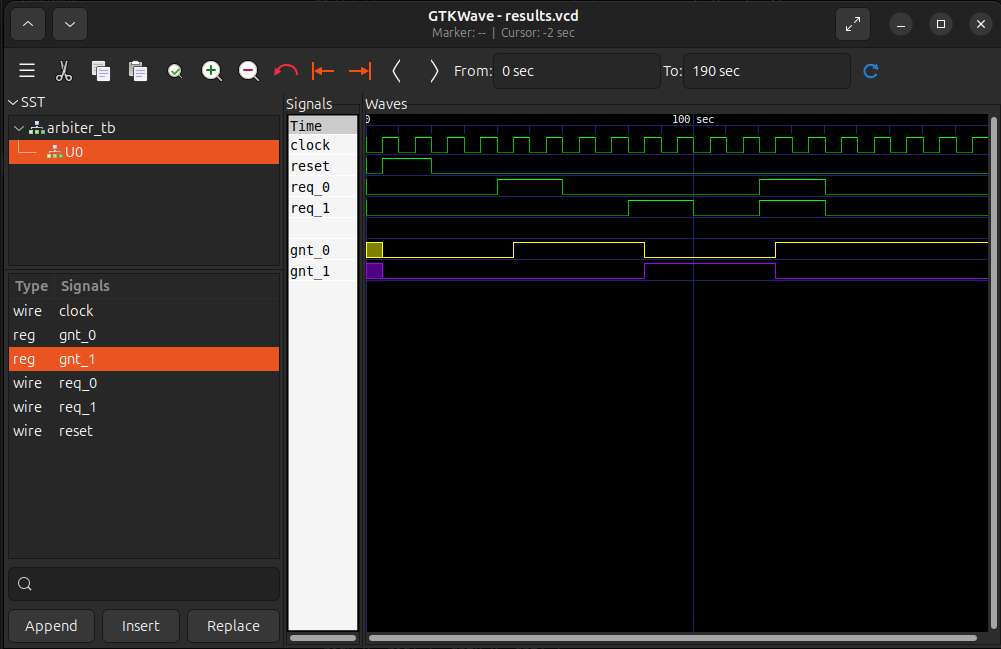 GTKWave - results.vcd
Marker: -- | Cursor: -2 sec
From: 0 sec To: 190 sec
SST
arbiter_tb
U0
Type Signals
wire clock
reg gnt_0
reg gnt_1
wire req_0
wire req_1
wire reset
Append Insert Replace
Signals
Time
clock
reset
req_0
req_1
gnt_0
gnt_1
Waves
0 100 sec